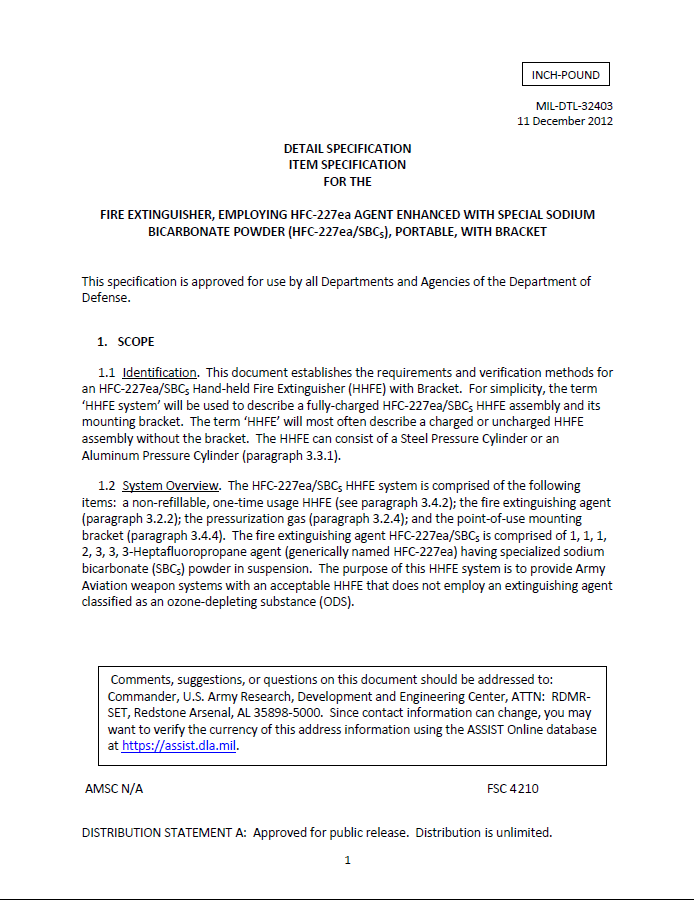 INCH-POUND
MIL-DTL-32403
11 December 2012
DETAIL SPECIFICATION
ITEM SPECIFICATION
FOR THE
FIRE EXTINGUISHER, EMPLOYING HFC-227ea AGENT ENHANCED WITH SPECIAL SODIUM
BICARBONATE POWDER (HFC-227ea/SBCS), PORTABLE, WITH BRACKET
This specification is approved for use by all Departments and Agencies of the Department of
Defense.
1. SCOPE
1.1 Identification. This document establishes the requirements and verification methods for
an HFC-227ea/SBCS Hand-held Fire Extinguisher (HHFE) with Bracket. For simplicity, the term
‘HHFE system’ will be used to describe a fully-charged HFC-227ea/SBCS HHFE assembly and its
mounting bracket. The term ‘HHFE’ will most often describe a charged or uncharged HHFE
assembly without the bracket. The HHFE can consist of a Steel Pressure Cylinder or an
Aluminum Pressure Cylinder (paragraph 3.3.1).
1.2 System Overview. The HFC-227ea/SBCS HHFE system is comprised of the following
items: a non-refillable, one-time usage HHFE (see paragraph 3.4.2); the fire extinguishing agent
(paragraph 3.2.2); the pressurization gas (paragraph 3.2.4); and the point-of-use mounting
bracket (paragraph 3.4.4). The fire extinguishing agent HFC-227ea/SBCS is comprised of 1, 1, 1,
2, 3, 3, 3-Heptafluoropropane agent (generically named HFC-227ea) having specialized sodium
bicarbonate (SBCS) powder in suspension. The purpose of this HHFE system is to provide Army
Aviation weapon systems with an acceptable HHFE that does not employ an extinguishing agent
classified as an ozone-depleting substance (ODS).
Comments, suggestions, or questions on this document should be addressed to:
Commander, U.S. Army Research, Development and Engineering Center, ATTN: RDMR-
SET, Redstone Arsenal, AL 35898-5000. Since contact information can change, you may
want to verify the currency of this address information using the ASSIST Online database
at https://assist.dla.mil.
AMSC N/A FSC 4210
DISTRIBUTION STATEMENT A: Approved for public release. Distribution is unlimited.
1